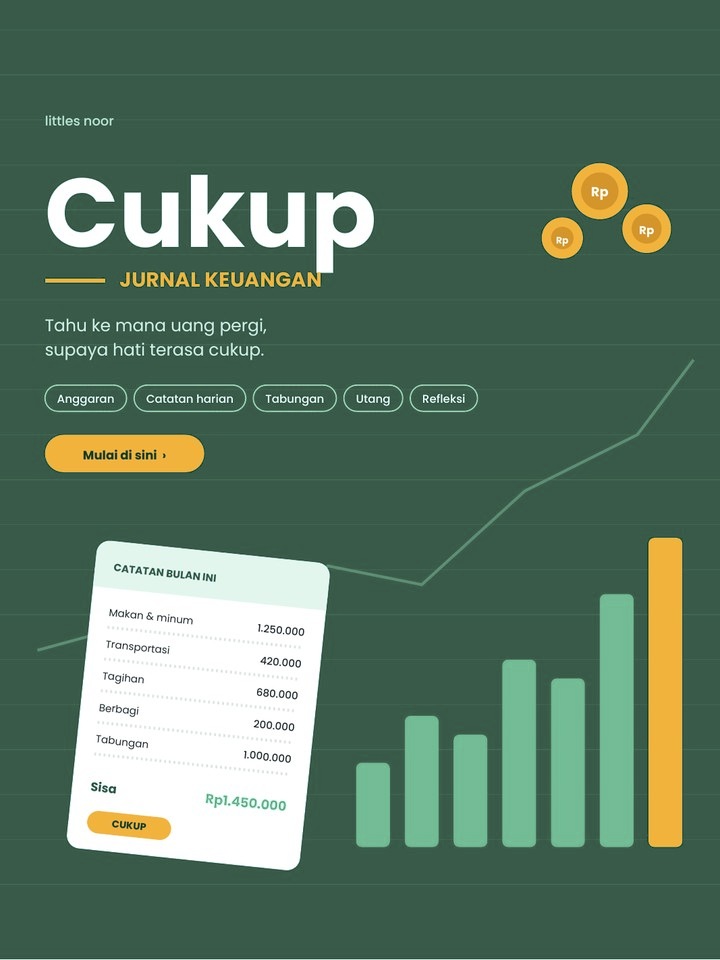 littles noor
Cukup
JURNAL KEUANGAN
Tahu ke mana uang pergi,
supaya hati terasa cukup.
Anggaran Catatan harian Tabungan Utang Refleksi
Mulai di sini ›
Rp
Rp
Rp
CATATAN BULAN INI
Makan & minum 1.250.000
Transportasi 420.000
Tagihan 680.000
Berbagi 200.000
Tabungan 1.000.000
Sisa Rp1.450.000
CUKUP